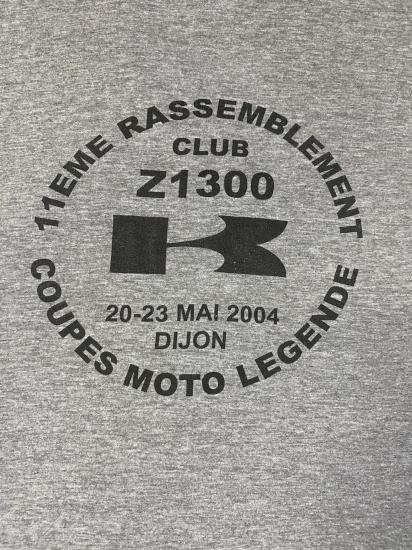 11EME RASSEMBLEMENT
CLUB
Z1300
K
20-23 MAI 2004
DIJON
COUPES MOTO LEGENDE